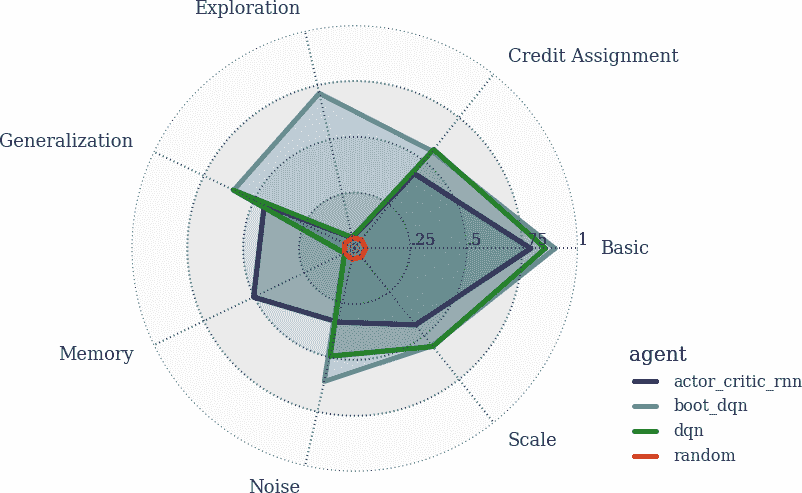 Exploration
Credit Assignment
Generalization
.25
.5
.75
1
Basic
Memory
Scale
Noise
agent
actor_critic_rnn
boot_dqn
dqn
random